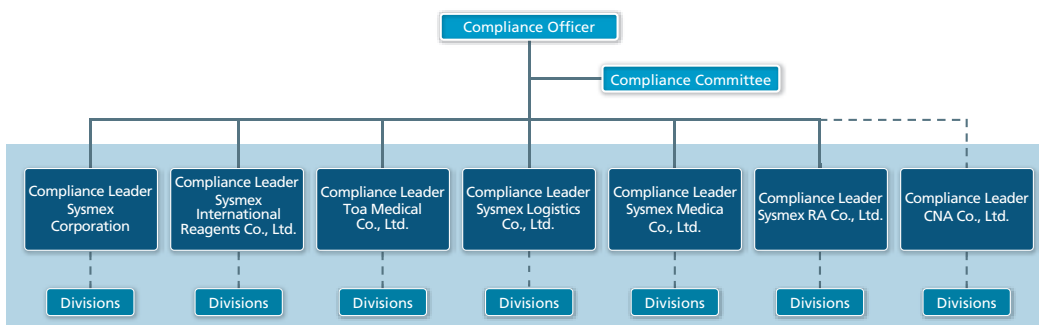 Compliance Officer
Compliance Committee
Compliance Leader
Sysmex
Corporation
Compliance Leader
Sysmex
International
Reagents Co., Ltd.
Compliance Leader
Toa Medical
Co., Ltd.
Compliance Leader
Sysmex Logistics
Co., Ltd.
Compliance Leader
Sysmex Medica
Co., Ltd.
Compliance Leader
Sysmex RA Co., Ltd.
Compliance Leader
CNA Co., Ltd.
Divisions
Divisions
Divisions
Divisions
Divisions
Divisions
Divisions